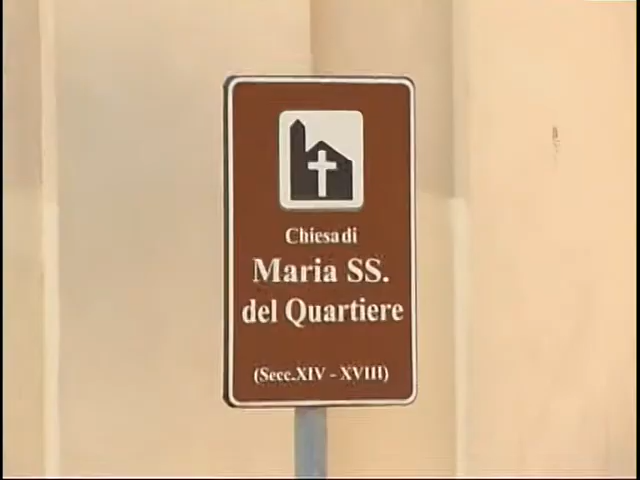 Chiesa di
Maria SS.
del Quartiere
(Secc.XIV - XVIII)